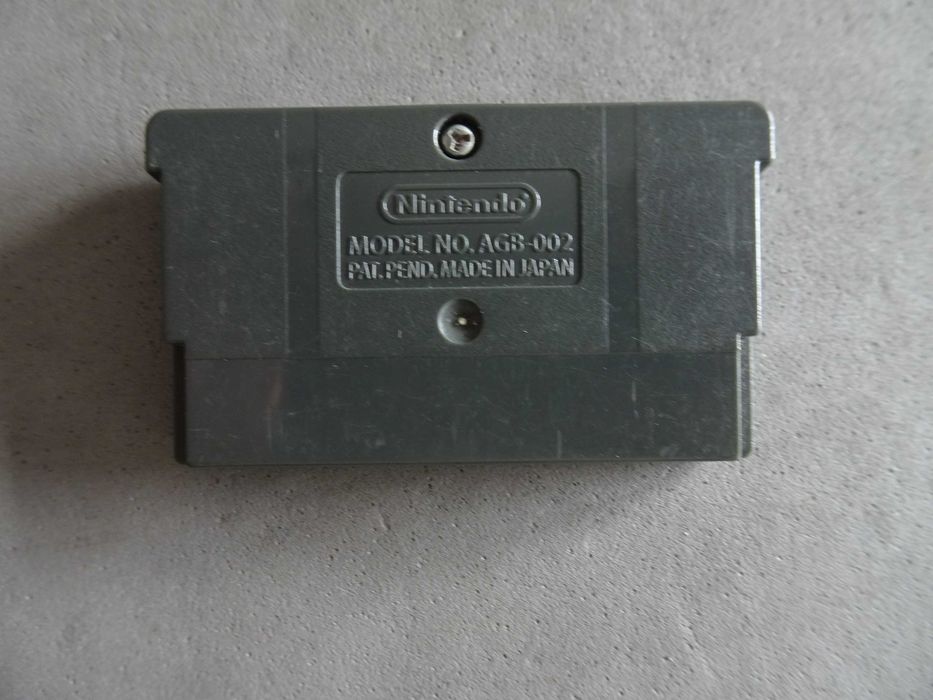 Nintendo
MODEL NO. AGB-002
PAT. PEND. MADE IN JAPAN